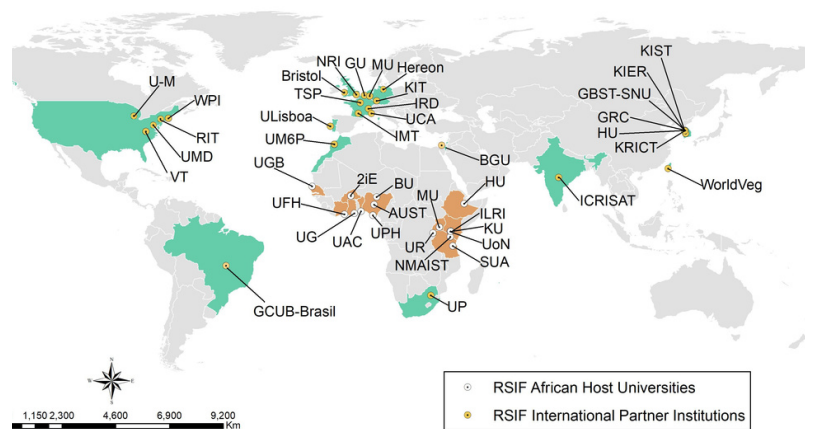 KIST
KIER
GBST-SNU
GRC
HU
KRICT
NRI GU MU Hereon
Bristol
TSP
KIT
IRD
UCA
IMT
ULisboa
UM6P
U-M
WPI
RIT
UMD
VT
BGU
WorldVeg
ICRISAT
UGB
2iE
BU
HU
UFH
AUST
MU
ILRI
KU
UG
UAC
UPH
UR
UoN
NMAIST
SUA
GCUB-Brasil
UP
N
W E
S
RSIF African Host Universities
RSIF International Partner Institutions
1,150 2,300 4,600 6,900 9,200
Km